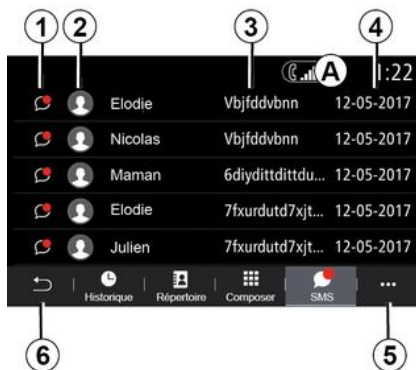 1 2 3 4
A 1:22
Elodie Vbjfddvbnn 12-05-2017
Nicolas Vbjfddvbnn 12-05-2017
Maman 6diydittdittdu... 12-05-2017
Elodie 7fxurdutd7xjt... 12-05-2017
Julien 7fxurdutd7xjt... 12-05-2017
Historique Répertoire Composer SMS ...
6 5